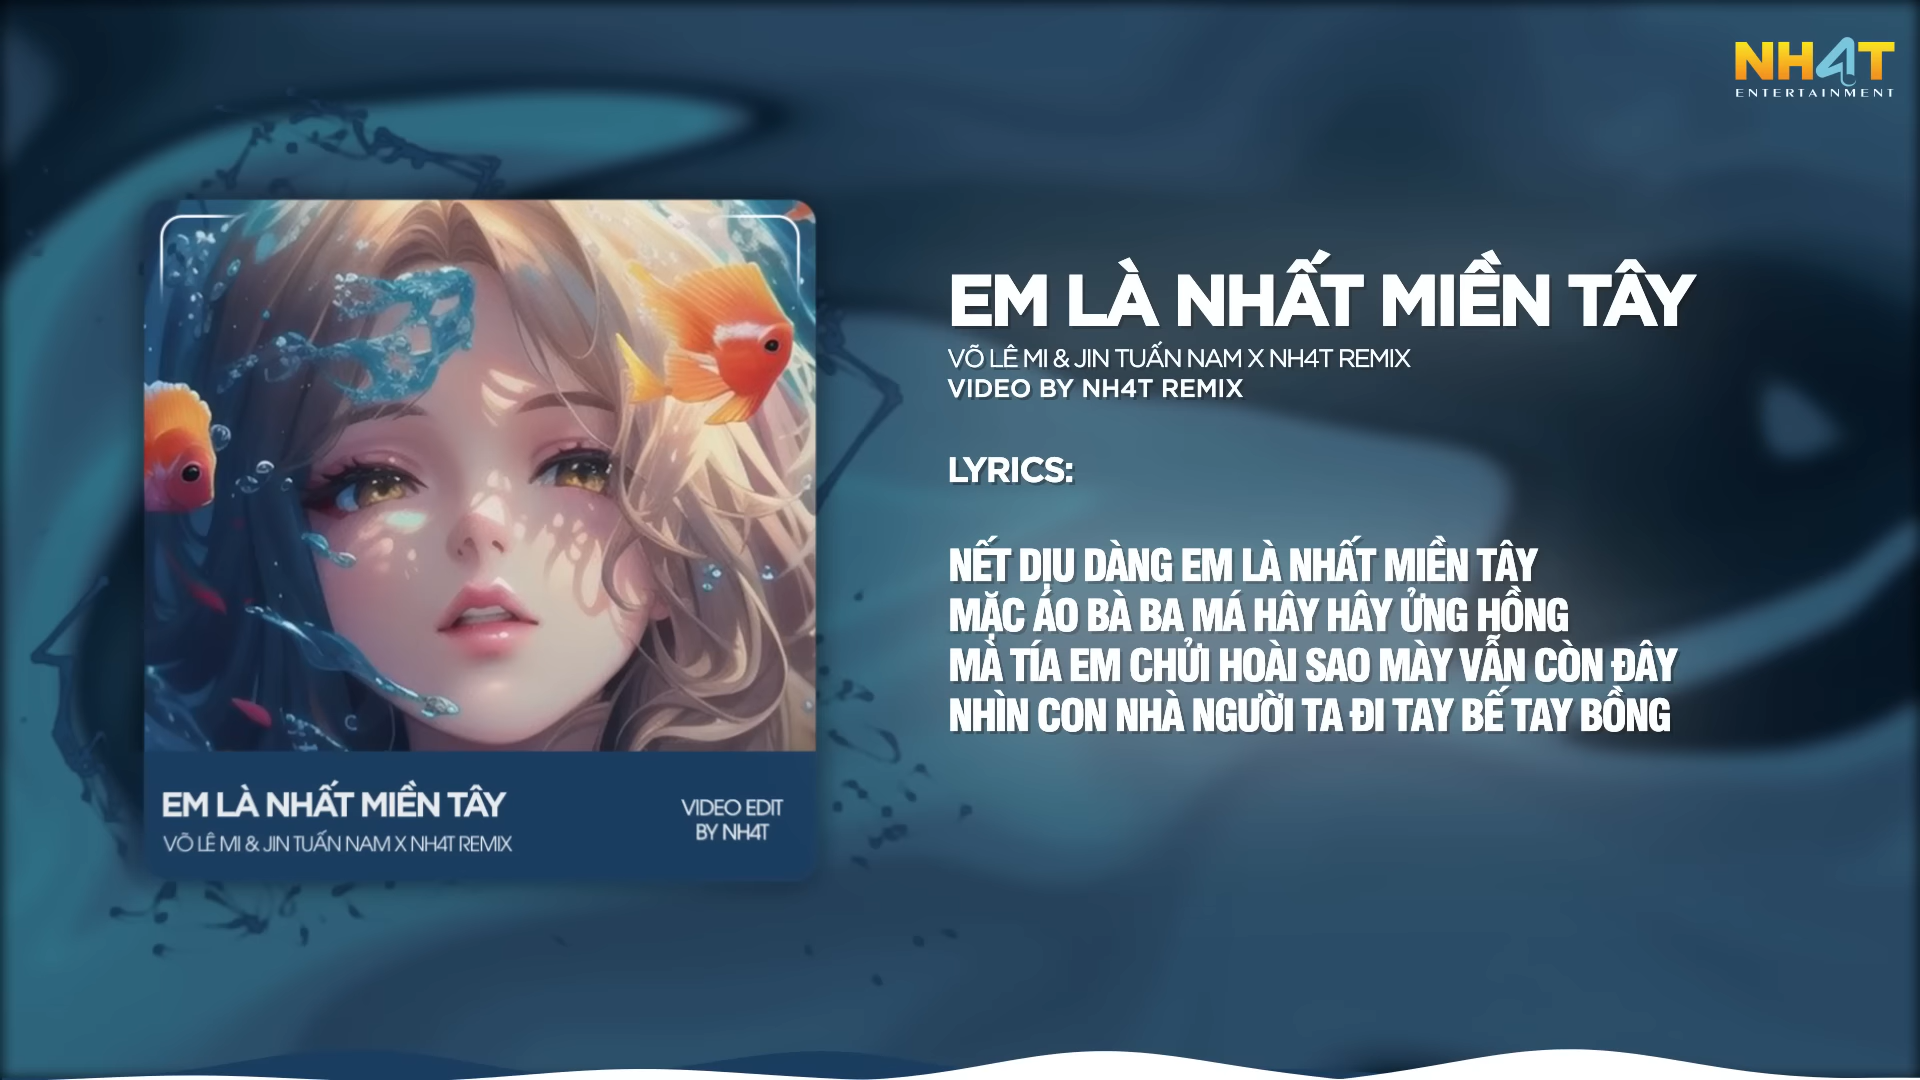 NH4T
ENTERTAINMENT
EM LÀ NHẤT MIỀN TÂY
VÕ LÊ MI & JIN TUẤN NAM X NH4T REMIX
VIDEO BY NH4T REMIX
LYRICS:
NẾT DỊU DÀNG EM LÀ NHẤT MIỀN TÂY
MẶC ÁO BÀ BA MÁ HÂY HÂY ỬNG HỒNG
MÀ TÍA EM CHỬI HOÀI SAO MÀY VẪN CÒN ĐÂY
NHÌN CON NHÀ NGƯỜI TA ĐI TAY BẾ TAY BỒNG
EM LÀ NHẤT MIỀN TÂY
VÕ LÊ MI & JIN TUẤN NAM X NH4T REMIX
VIDEO EDIT
BY NH4T